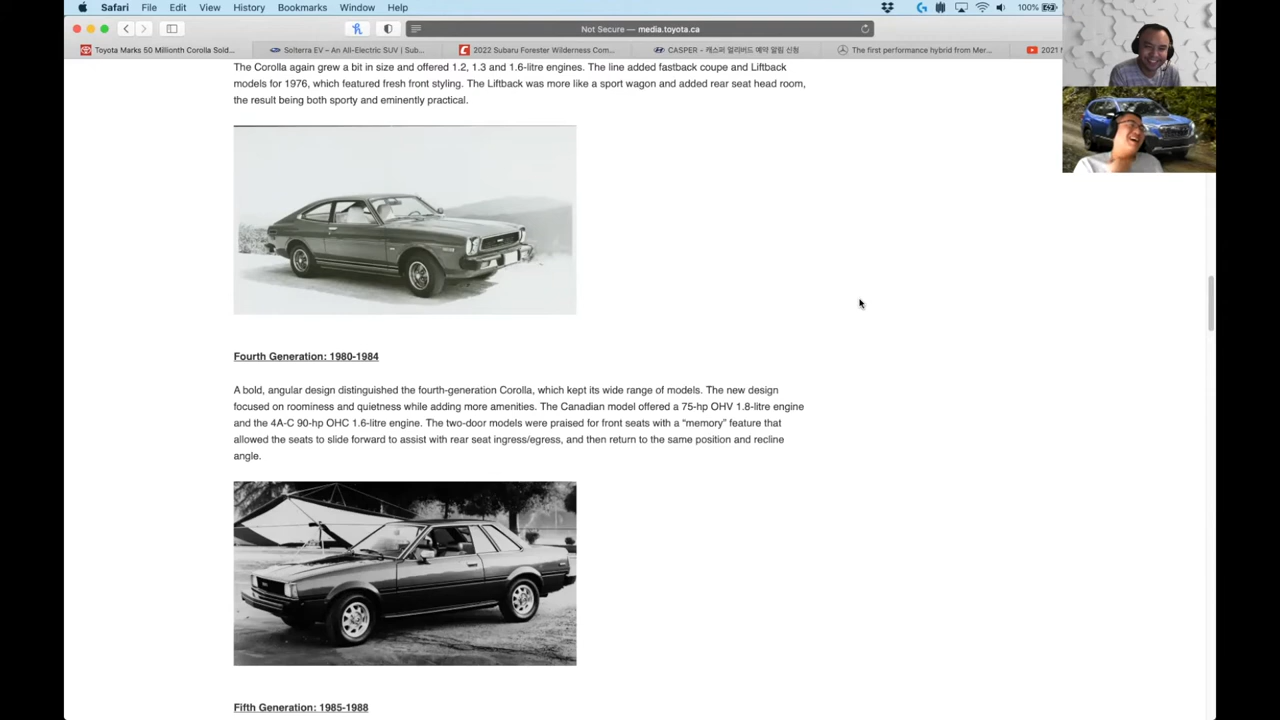 Safari File Edit View History Bookmarks Window Help 100%
Not Secure — media.toyota.ca
Toyota Marks 50 Millionth Corolla Sold... Solterra EV – An All-Electric SUV | Sub... 2022 Subaru Forester Wilderness Com... CASPER - 캐스퍼 얼리버드 예약 알림 신청 The first performance hybrid from Mer... 2021 M
The Corolla again grew a bit in size and offered 1.2, 1.3 and 1.6-litre engines. The line added fastback coupe and Liftback
models for 1976, which featured fresh front styling. The Liftback was more like a sport wagon and added rear seat head room,
the result being both sporty and eminently practical.
Fourth Generation: 1980-1984
A bold, angular design distinguished the fourth-generation Corolla, which kept its wide range of models. The new design
focused on roominess and quietness while adding more amenities. The Canadian model offered a 75-hp OHV 1.8-litre engine
and the 4A-C 90-hp OHC 1.6-litre engine. The two-door models were praised for front seats with a “memory” feature that
allowed the seats to slide forward to assist with rear seat ingress/egress, and then return to the same position and recline
angle.
Fifth Generation: 1985-1988